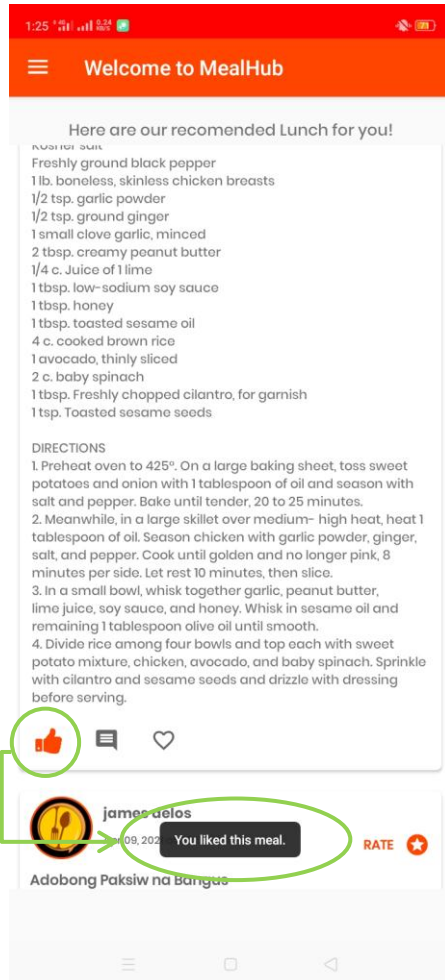 1:25 4G 0.24 KB/S 73
Welcome to MealHub
Here are our recomended Lunch for you!
Kosher salt
Freshly ground black pepper
1 lb. boneless, skinless chicken breasts
1/2 tsp. garlic powder
1/2 tsp. ground ginger
1 small clove garlic, minced
2 tbsp. creamy peanut butter
1/4 c. Juice of 1 lime
1 tbsp. low-sodium soy sauce
1 tbsp. honey
1 tbsp. toasted sesame oil
4 c. cooked brown rice
1 avocado, thinly sliced
2 c. baby spinach
1 tbsp. Freshly chopped cilantro, for garnish
1 tsp. Toasted sesame seeds
DIRECTIONS
1. Preheat oven to 425°. On a large baking sheet, toss sweet
potatoes and onion with 1 tablespoon of oil and season with
salt and pepper. Bake until tender, 20 to 25 minutes.
2. Meanwhile, in a large skillet over medium- high heat, heat 1
tablespoon of oil. Season chicken with garlic powder, ginger,
salt, and pepper. Cook until golden and no longer pink, 8
minutes per side. Let rest 10 minutes, then slice.
3. In a small bowl, whisk together garlic, peanut butter,
lime juice, soy sauce, and honey. Whisk in sesame oil and
remaining 1 tablespoon olive oil until smooth.
4. Divide rice among four bowls and top each with sweet
potato mixture, chicken, avocado, and baby spinach. Sprinkle
with cilantro and sesame seeds and drizzle with dressing
before serving.
james delos
09, 202
You liked this meal.
RATE
Adobong Paksiw na Bangus